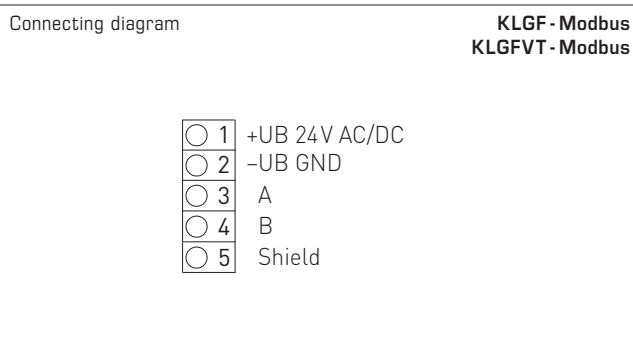 Connecting diagram
KLGF - Modbus
KLGFVT - Modbus
1 +UB 24V AC/DC
2 –UB GND
3 A
4 B
5 Shield